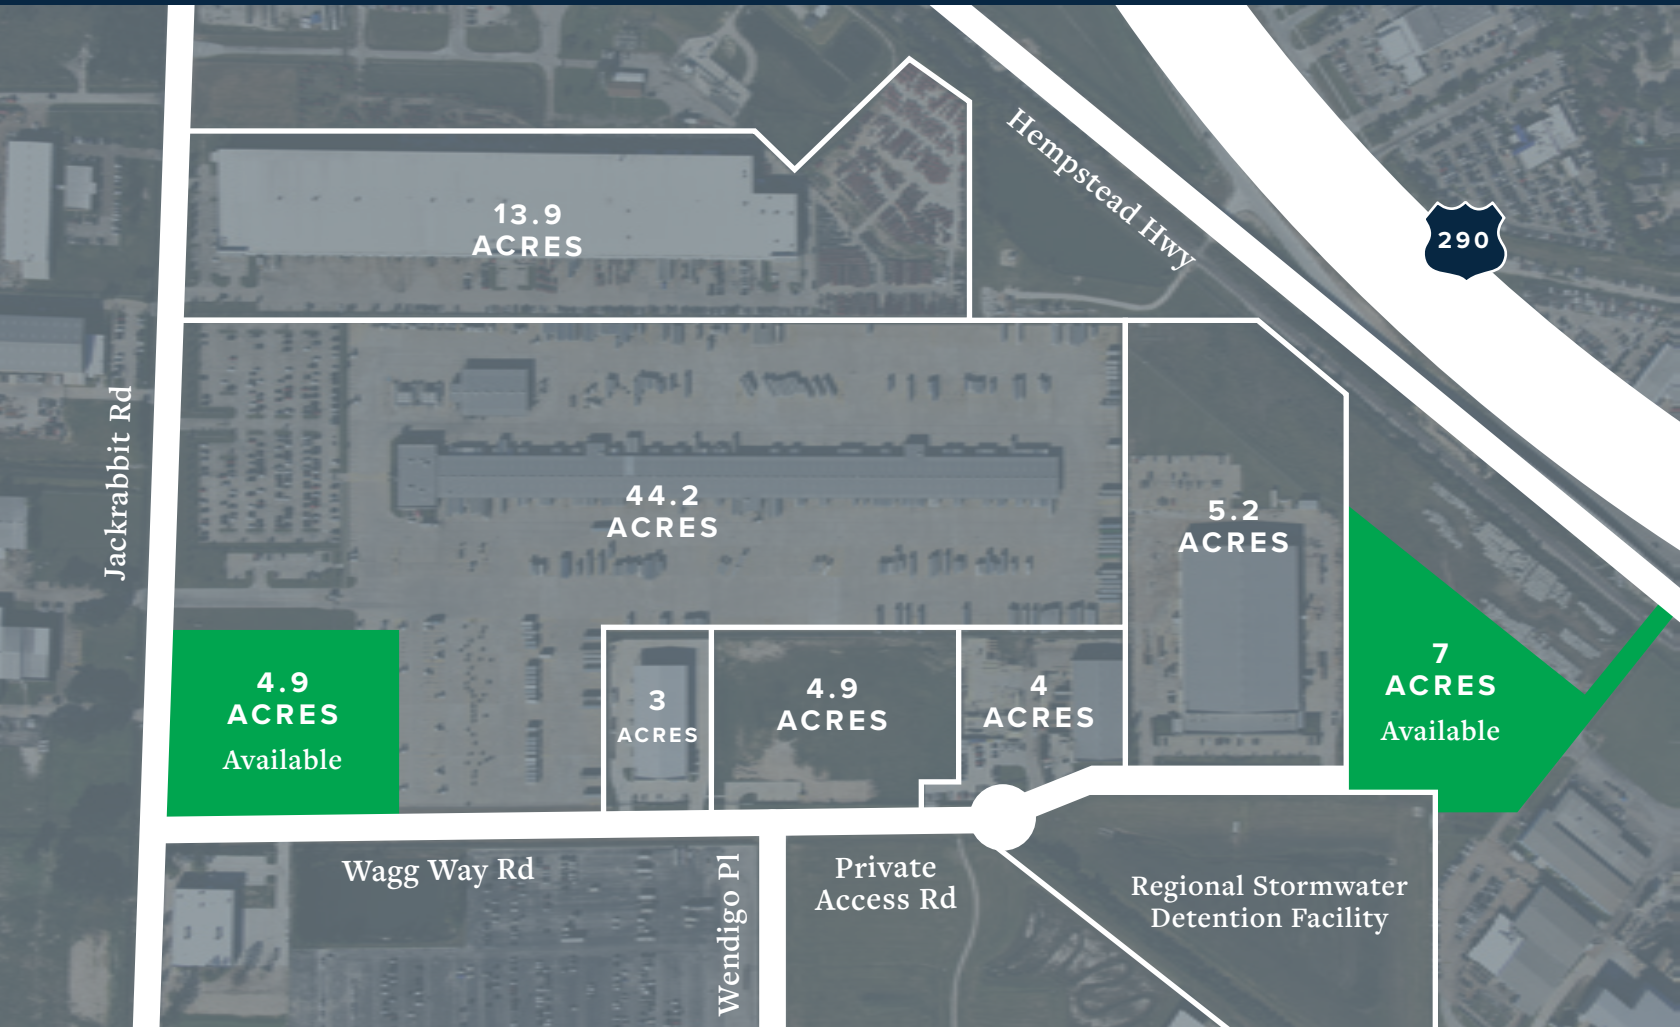 Hempstead Hwy
290
13.9
ACRES
Jackrabbit Rd
44.2
ACRES
5.2
ACRES
4.9
ACRES
Available
3
ACRES
4.9
ACRES
4
ACRES
7
ACRES
Available
Wagg Way Rd
Wendigo Pl
Private
Access Rd
Regional Stormwater
Detention Facility